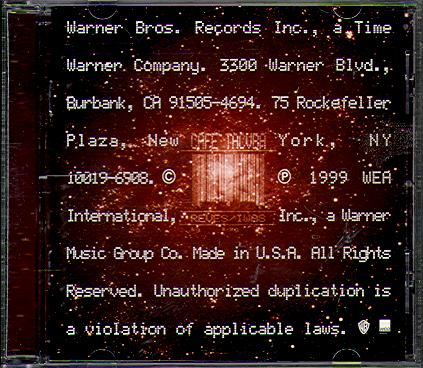 Warner Bros. Records Inc., a Time
Warner Company. 3300 Warner Blvd.,
Burbank, CA 91505-4694. 75 Rockefeller
Plaza, New CAFE TACVBA York, NY
10019-6908. © ℗ 1999 WEA
International, Inc., a Warner
Music Group Co. Made in U.S.A. All Rights
Reserved. Unauthorized duplication is
a violation of applicable laws.